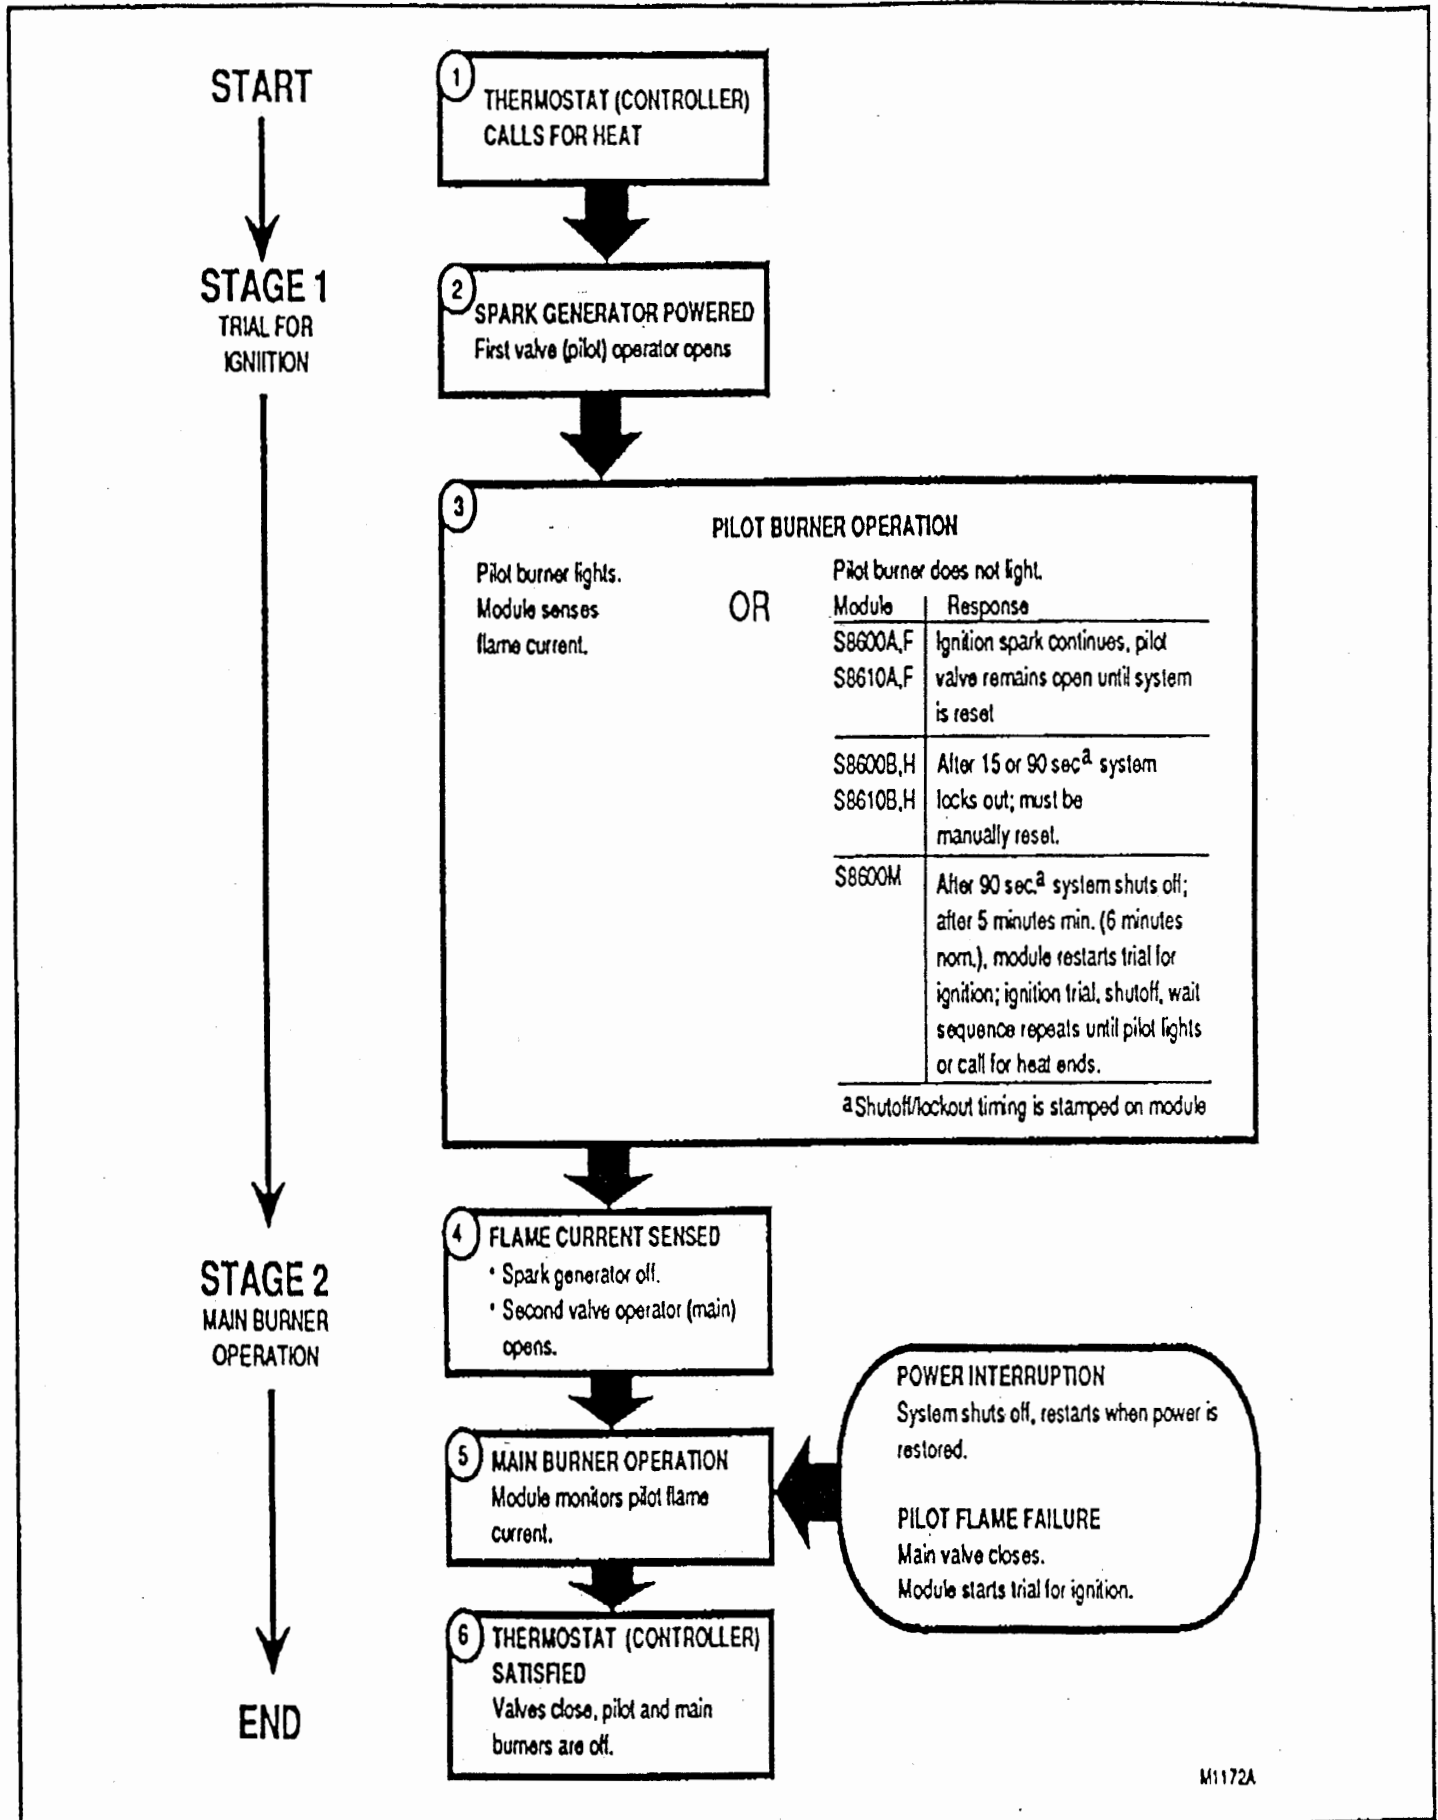 START
1
THERMOSTAT (CONTROLLER)
CALLS FOR HEAT
STAGE 1
TRIAL FOR
IGNIITION
2
SPARK GENERATOR POWERED
First valve (pilot) operator opens
3
PILOT BURNER OPERATION
Pilot burner lights.
Module senses
flame current.
OR
Pilot burner does not light.
Module Response
S8600A,F Ignition spark continues, pilot
S8610A,F valve remains open until system
is reset
S8600B,H After 15 or 90 sec a system
S8610B,H locks out; must be
manually reset.
S8600M After 90 sec. a system shuts off;
after 5 minutes min. (6 minutes
nom.), module restarts trial for
ignition; ignition trial, shutoff, wait
sequence repeats until pilot lights
or call for heat ends.
a Shutoff/lockout timing is stamped on module
STAGE 2
MAIN BURNER
OPERATION
4
FLAME CURRENT SENSED
• Spark generator off.
• Second valve operator (main)
opens.
5
MAIN BURNER OPERATION
Module monitors pilot flame
current.
POWER INTERRUPTION
System shuts off, restarts when power is
restored.
PILOT FLAME FAILURE
Main valve closes.
Module starts trial for ignition.
6
THERMOSTAT (CONTROLLER)
SATISFIED
Valves close, pilot and main
burners are off.
END
M1172A